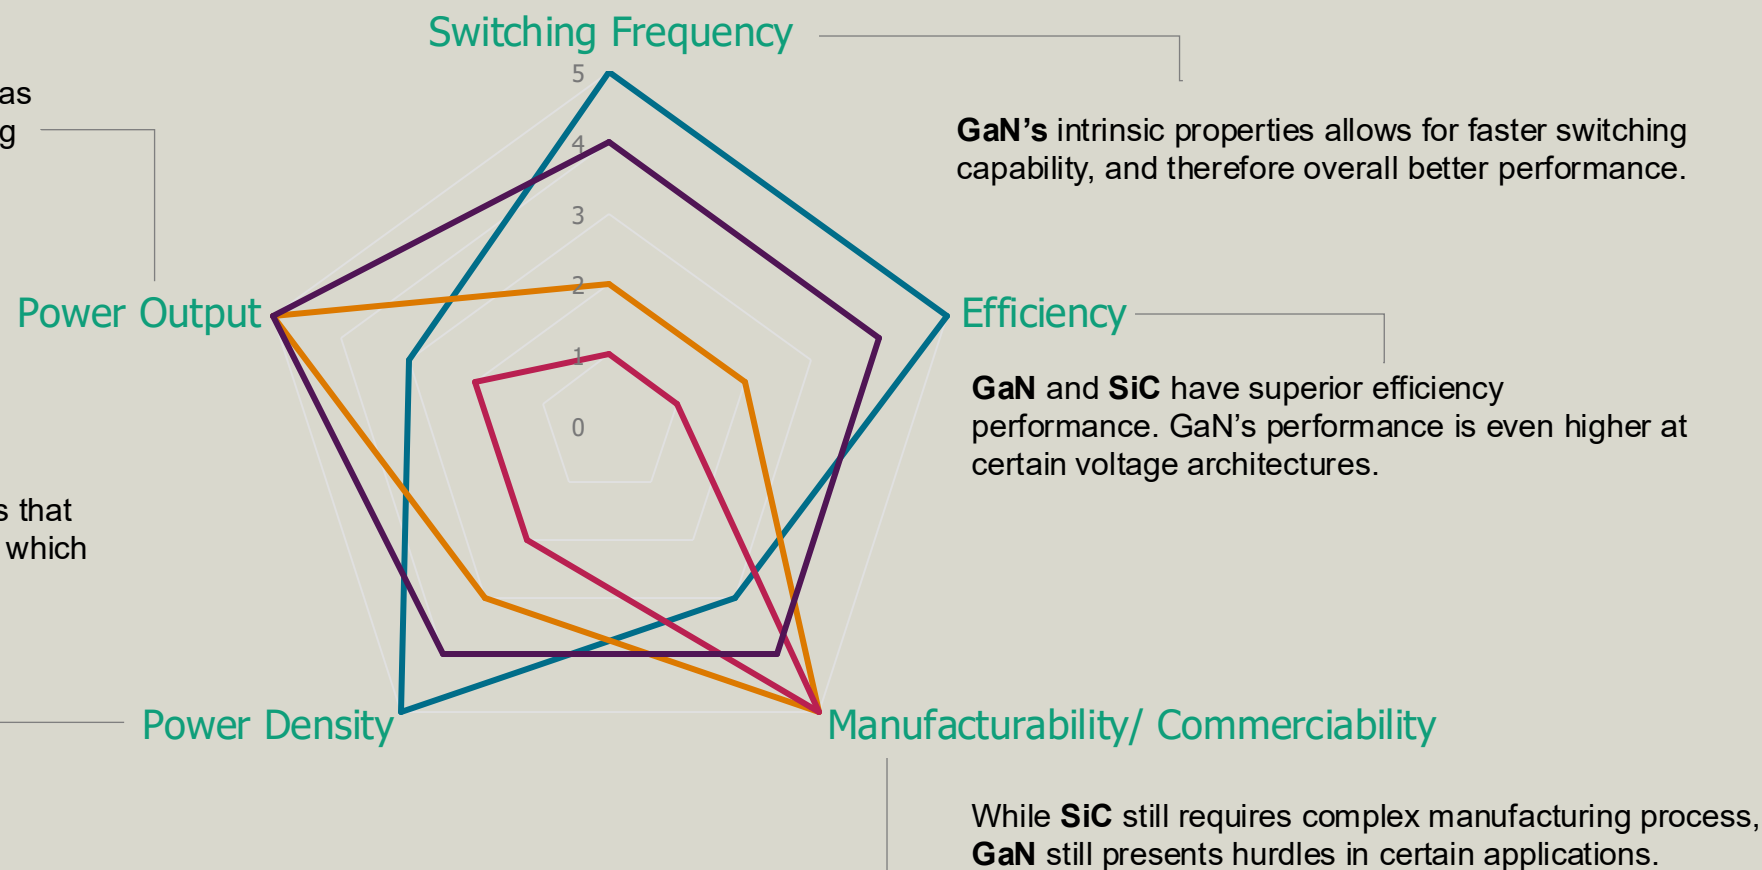 Switching Frequency
as
g
5
4
3
2
1
0
GaN's intrinsic properties allows for faster switching
capability, and therefore overall better performance.
Power Output
Efficiency
GaN and SiC have superior efficiency
performance. GaN's performance is even higher at
certain voltage architectures.
s that
which
Power Density
Manufacturability/ Commerciability
While SiC still requires complex manufacturing process,
GaN still presents hurdles in certain applications.